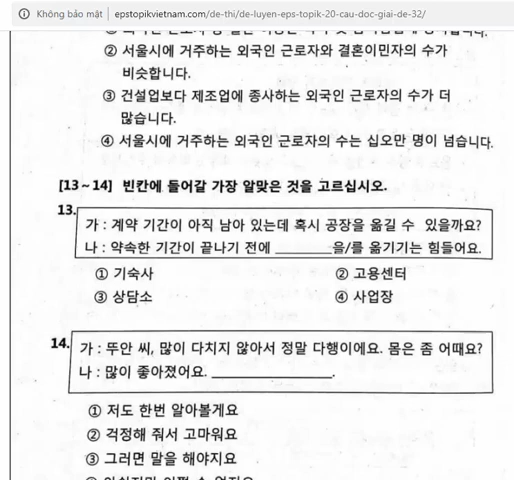 Không bảo mật | epstopikvietnam.com/de-thi/de-luyen-eps-topik-20-cau-doc-giai-de-32/
② 서울시에 거주하는 외국인 근로자와 결혼이민자의 수가
비슷합니다.
③ 건설업보다 제조업에 종사하는 외국인 근로자의 수가 더
많습니다.
④ 서울시에 거주하는 외국인 근로자의 수는 십오만 명이 넘습니다.
[13~14] 빈칸에 들어갈 가장 알맞은 것을 고르십시오.
13.
가 : 계약 기간이 아직 남아 있는데 혹시 공장을 옮길 수 있을까요?
나 : 약속한 기간이 끝나기 전에 ________을/를 옮기기는 힘들어요.
① 기숙사 ② 고용센터
③ 상담소 ④ 사업장
14.
가 : 뚜안 씨, 많이 다치지 않아서 정말 다행이에요. 몸은 좀 어때요?
나 : 많이 좋아졌어요. ________________.
① 저도 한번 알아볼게요
② 걱정해 줘서 고마워요
③ 그러면 말을 해야지요